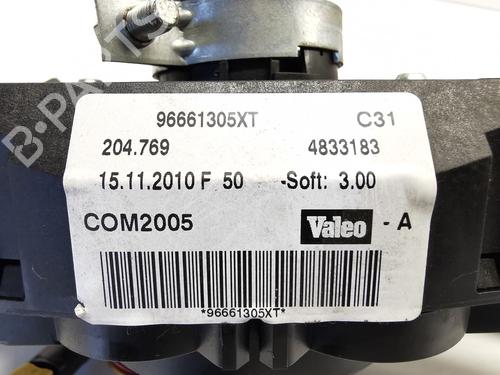 96661305XT C31
204.769 4833183
15.11.2010 F 50 -Soft: 3.00
COM2005 Valeo - A
*96661305XT*
B-PARTS